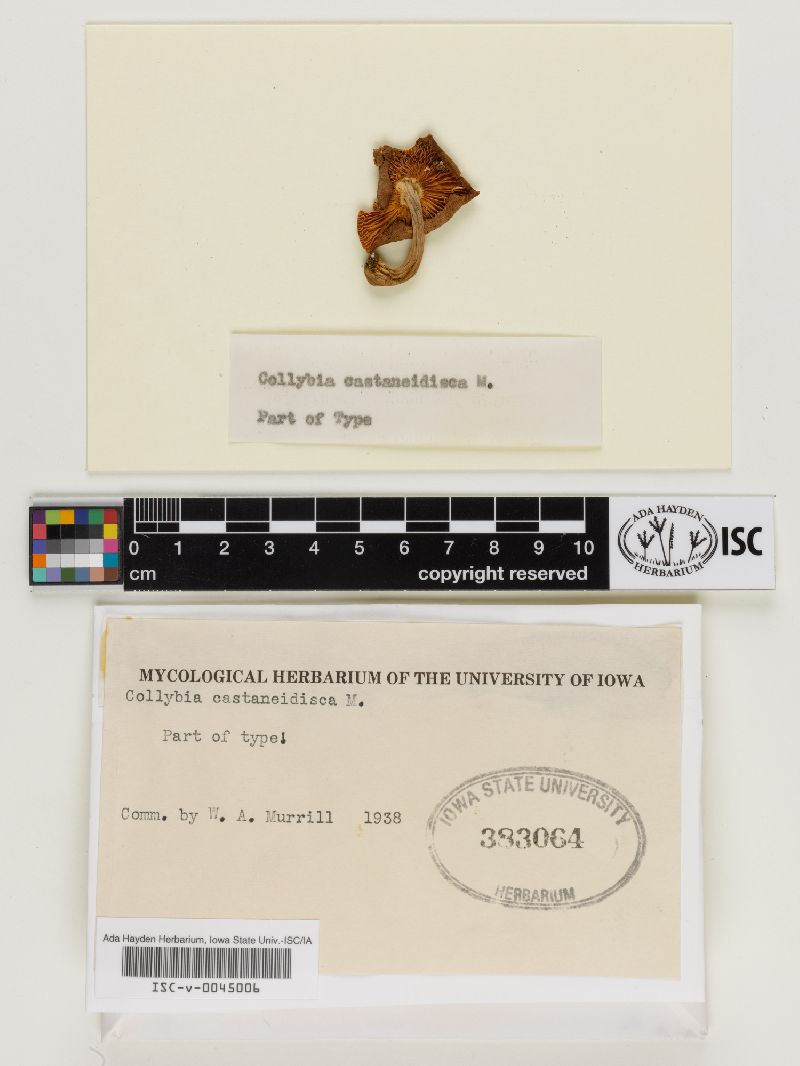 Collybia castaneidisca M.
Part of Type
0 1 2 3 4 5 6 7 8 9 10
cm
copyright reserved
ADA HAYDEN
HERBARIUM
ISC
MYCOLOGICAL HERBARIUM OF THE UNIVERSITY OF IOWA
Collybia castaneidisca M.
Part of type!
Comm. by W. A. Murrill 1938
IOWA STATE UNIVERSITY
383064
HERBARIUM
Ada Hayden Herbarium, Iowa State Univ.-ISC/IA
ISC-v-0045006